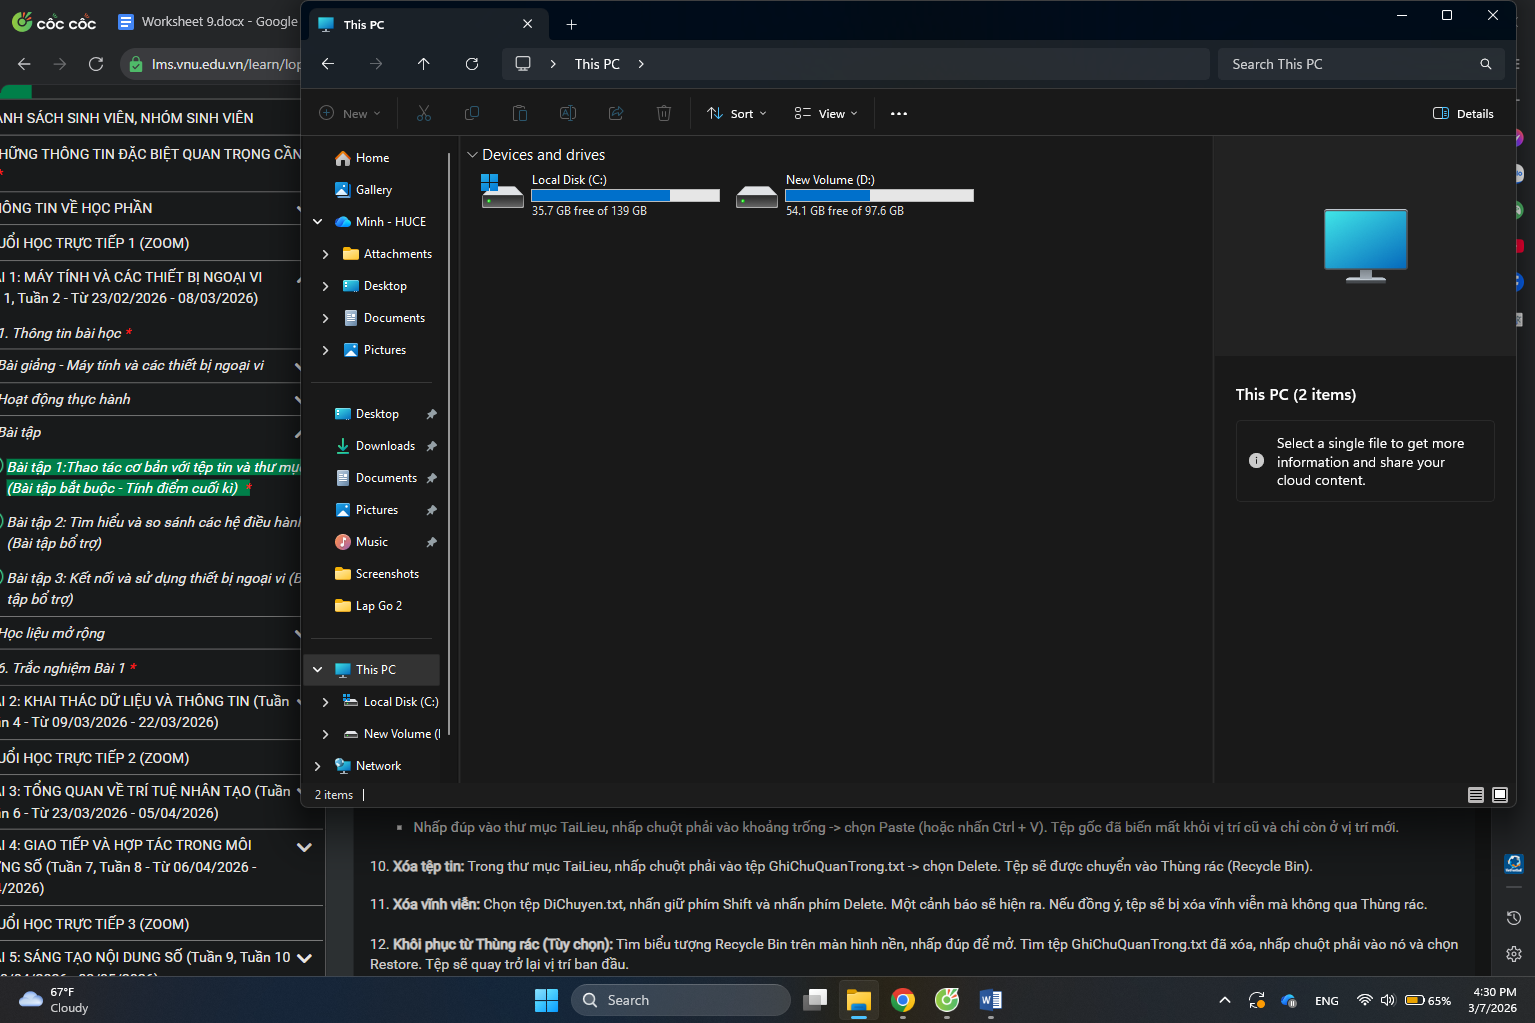 cốc cốc
Worksheet 9.docx - Google
lms.vnu.edu.vn/learn/lop
ANH SÁCH SINH VIÊN, NHÓM SINH VIÊN
HỮNG THÔNG TIN ĐẶC BIỆT QUAN TRỌNG CẦN
*
HÔNG TIN VỀ HỌC PHẦN
UỔI HỌC TRỰC TIẾP 1 (ZOOM)
ÀI 1: MÁY TÍNH VÀ CÁC THIẾT BỊ NGOẠI VI
1, Tuần 2 - Từ 23/02/2026 - 08/03/2026)
1. Thông tin bài học *
Bài giảng - Máy tính và các thiết bị ngoại vi
Hoạt động thực hành
Bài tập
Bài tập 1:Thao tác cơ bản với tệp tin và thư mục
(Bài tập bắt buộc - Tính điểm cuối kì) *
Bài tập 2: Tìm hiểu và so sánh các hệ điều hàn
(Bài tập bổ trợ)
Bài tập 3: Kết nối và sử dụng thiết bị ngoại vi (B
tập bổ trợ)
Học liệu mở rộng
6. Trắc nghiệm Bài 1 *
ÀI 2: KHAI THÁC DỮ LIỆU VÀ THÔNG TIN (Tuần
n 4 - Từ 09/03/2026 - 22/03/2026)
UỔI HỌC TRỰC TIẾP 2 (ZOOM)
ÀI 3: TỔNG QUAN VỀ TRÍ TUỆ NHÂN TẠO (Tuần
n 6 - Từ 23/03/2026 - 05/04/2026)
ÀI 4: GIAO TIẾP VÀ HỢP TÁC TRONG MÔI
ỜNG SỐ (Tuần 7, Tuần 8 - Từ 06/04/2026 -
/2026)
UỔI HỌC TRỰC TIẾP 3 (ZOOM)
ÀI 5: SÁNG TẠO NỘI DUNG SỐ (Tuần 9, Tuần 10
This PC
This PC
Search This PC
New
Sort
View
Details
Home
Gallery
Minh - HUCE
Attachments
Desktop
Documents
Pictures
Desktop
Downloads
Documents
Pictures
Music
Screenshots
Lap Go 2
This PC
Local Disk (C:)
New Volume (
Network
Devices and drives
Local Disk (C:)
35.7 GB free of 139 GB
New Volume (D:)
54.1 GB free of 97.6 GB
This PC (2 items)
Select a single file to get more
information and share your
cloud content.
2 items
Nhấp đúp vào thư mục TaiLieu, nhấp chuột phải vào khoảng trống -> chọn Paste (hoặc nhấn Ctrl + V). Tệp gốc đã biến mất khỏi vị trí cũ và chỉ còn ở vị trí mới.
10. Xóa tệp tin: Trong thư mục TaiLieu, nhấp chuột phải vào tệp GhiChuQuanTrong.txt -> chọn Delete. Tệp sẽ được chuyển vào Thùng rác (Recycle Bin).
11. Xóa vĩnh viễn: Chọn tệp DiChuyen.txt, nhấn giữ phím Shift và nhấn phím Delete. Một cảnh báo sẽ hiện ra. Nếu đồng ý, tệp sẽ bị xóa vĩnh viễn mà không qua Thùng rác.
12. Khôi phục từ Thùng rác (Tùy chọn): Tìm biểu tượng Recycle Bin trên màn hình nền, nhấp đúp để mở. Tìm tệp GhiChuQuanTrong.txt đã xóa, nhấp chuột phải vào nó và chọn
Restore. Tệp sẽ quay trở lại vị trí ban đầu.
67°F
Cloudy
Search
ENG
65%
4:30 PM
3/7/2026